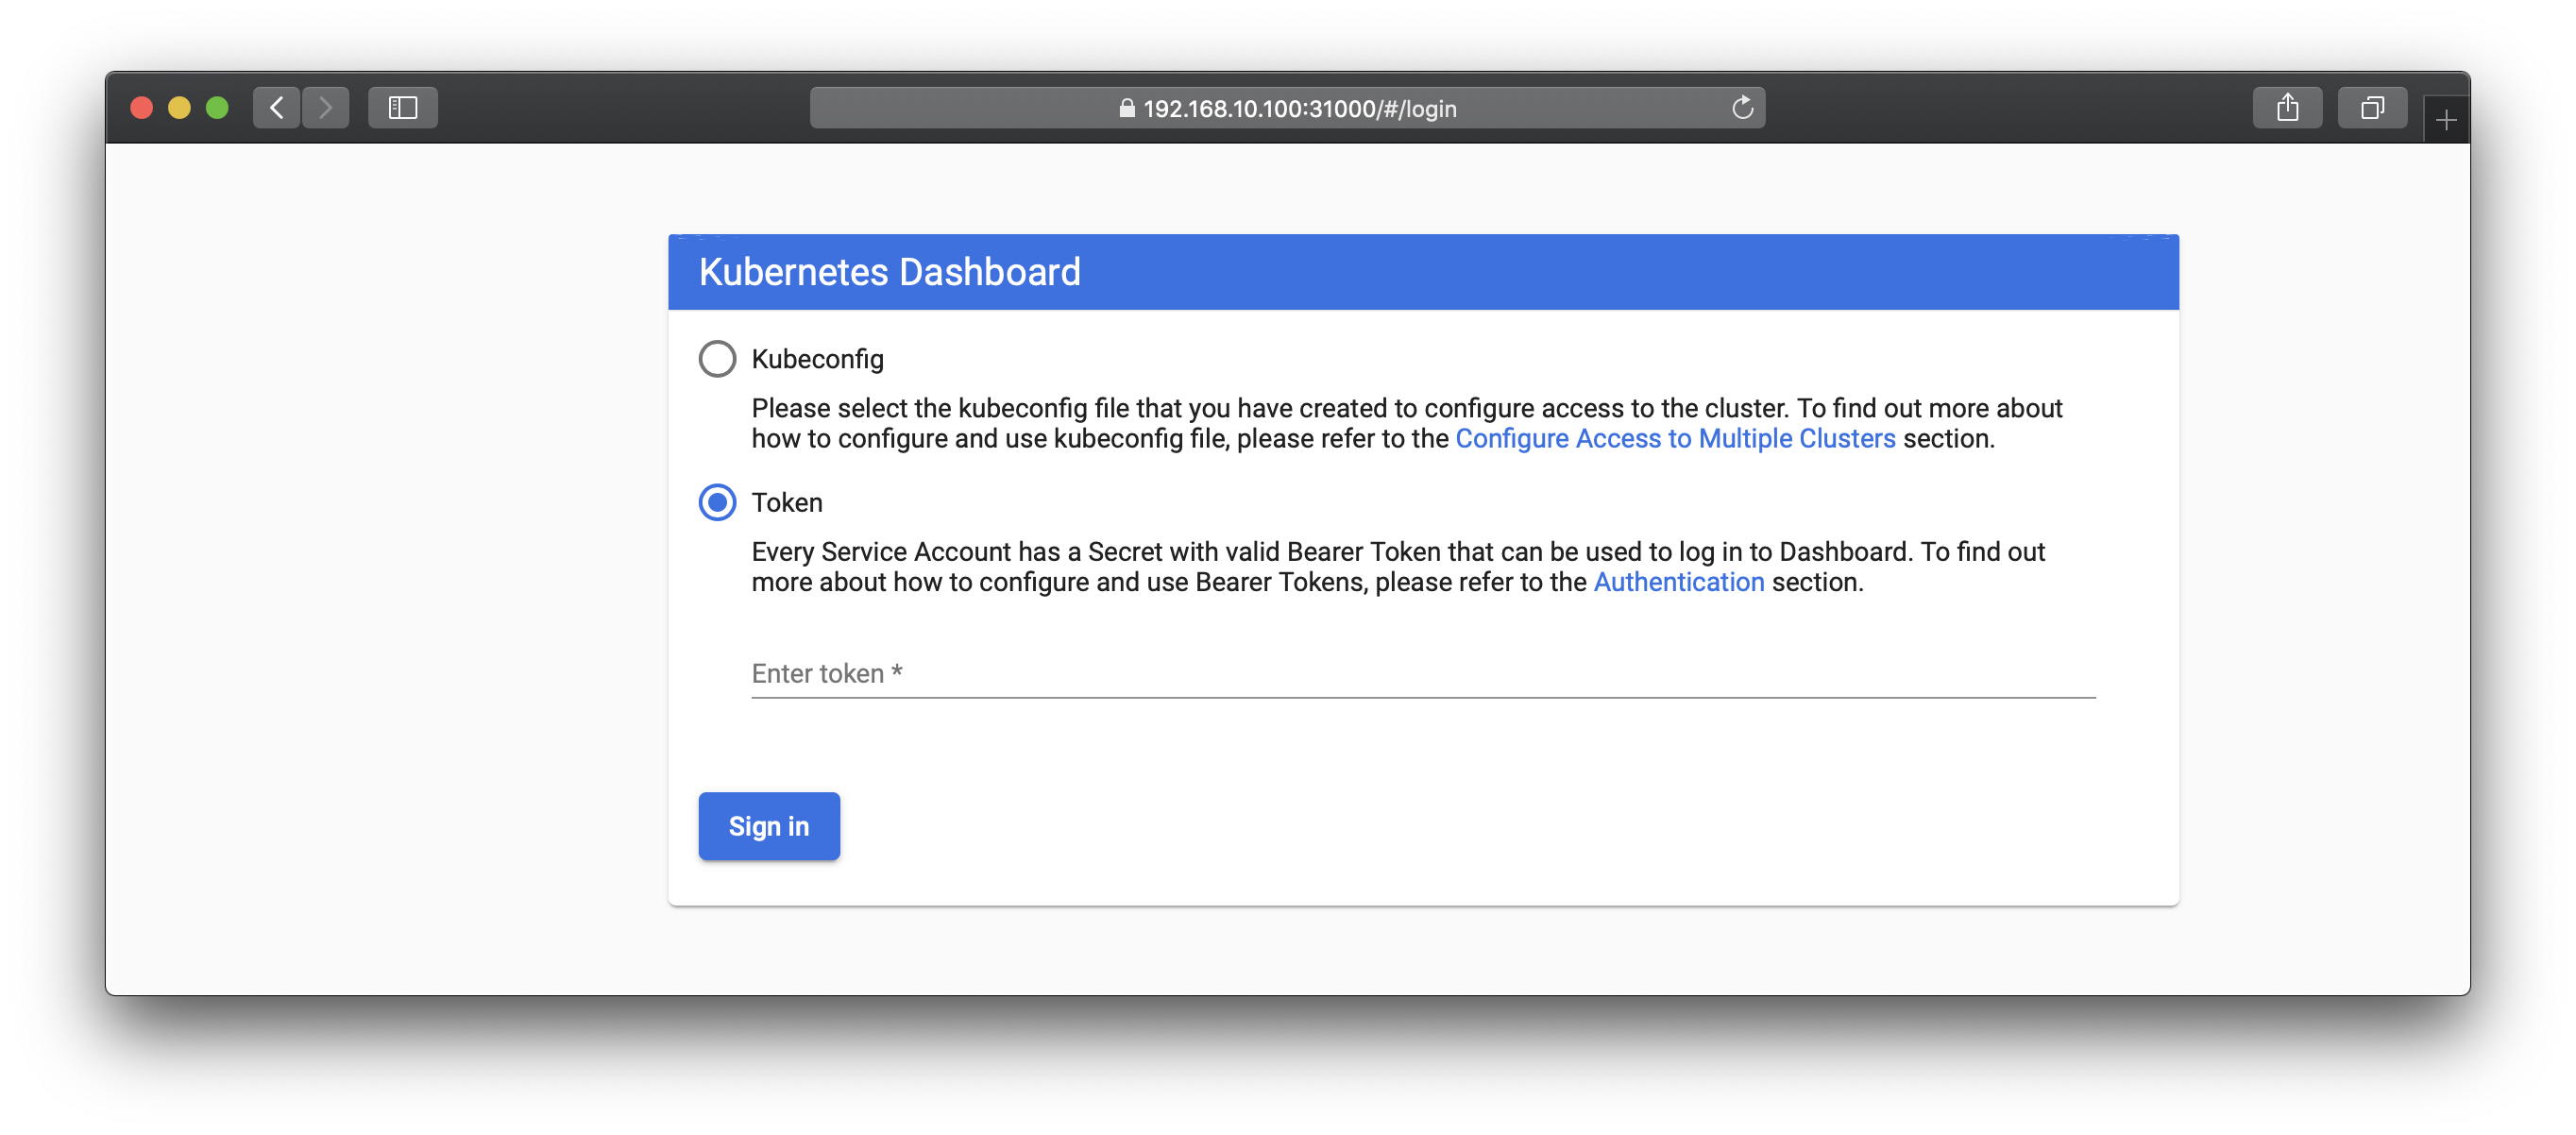 192.168.10.100:31000/#/login
Kubernetes Dashboard
Kubeconfig
Please select the kubeconfig file that you have created to configure access to the cluster. To find out more about
how to configure and use kubeconfig file, please refer to the Configure Access to Multiple Clusters section.
Token
Every Service Account has a Secret with valid Bearer Token that can be used to log in to Dashboard. To find out
more about how to configure and use Bearer Tokens, please refer to the Authentication section.
Enter token *
Sign in